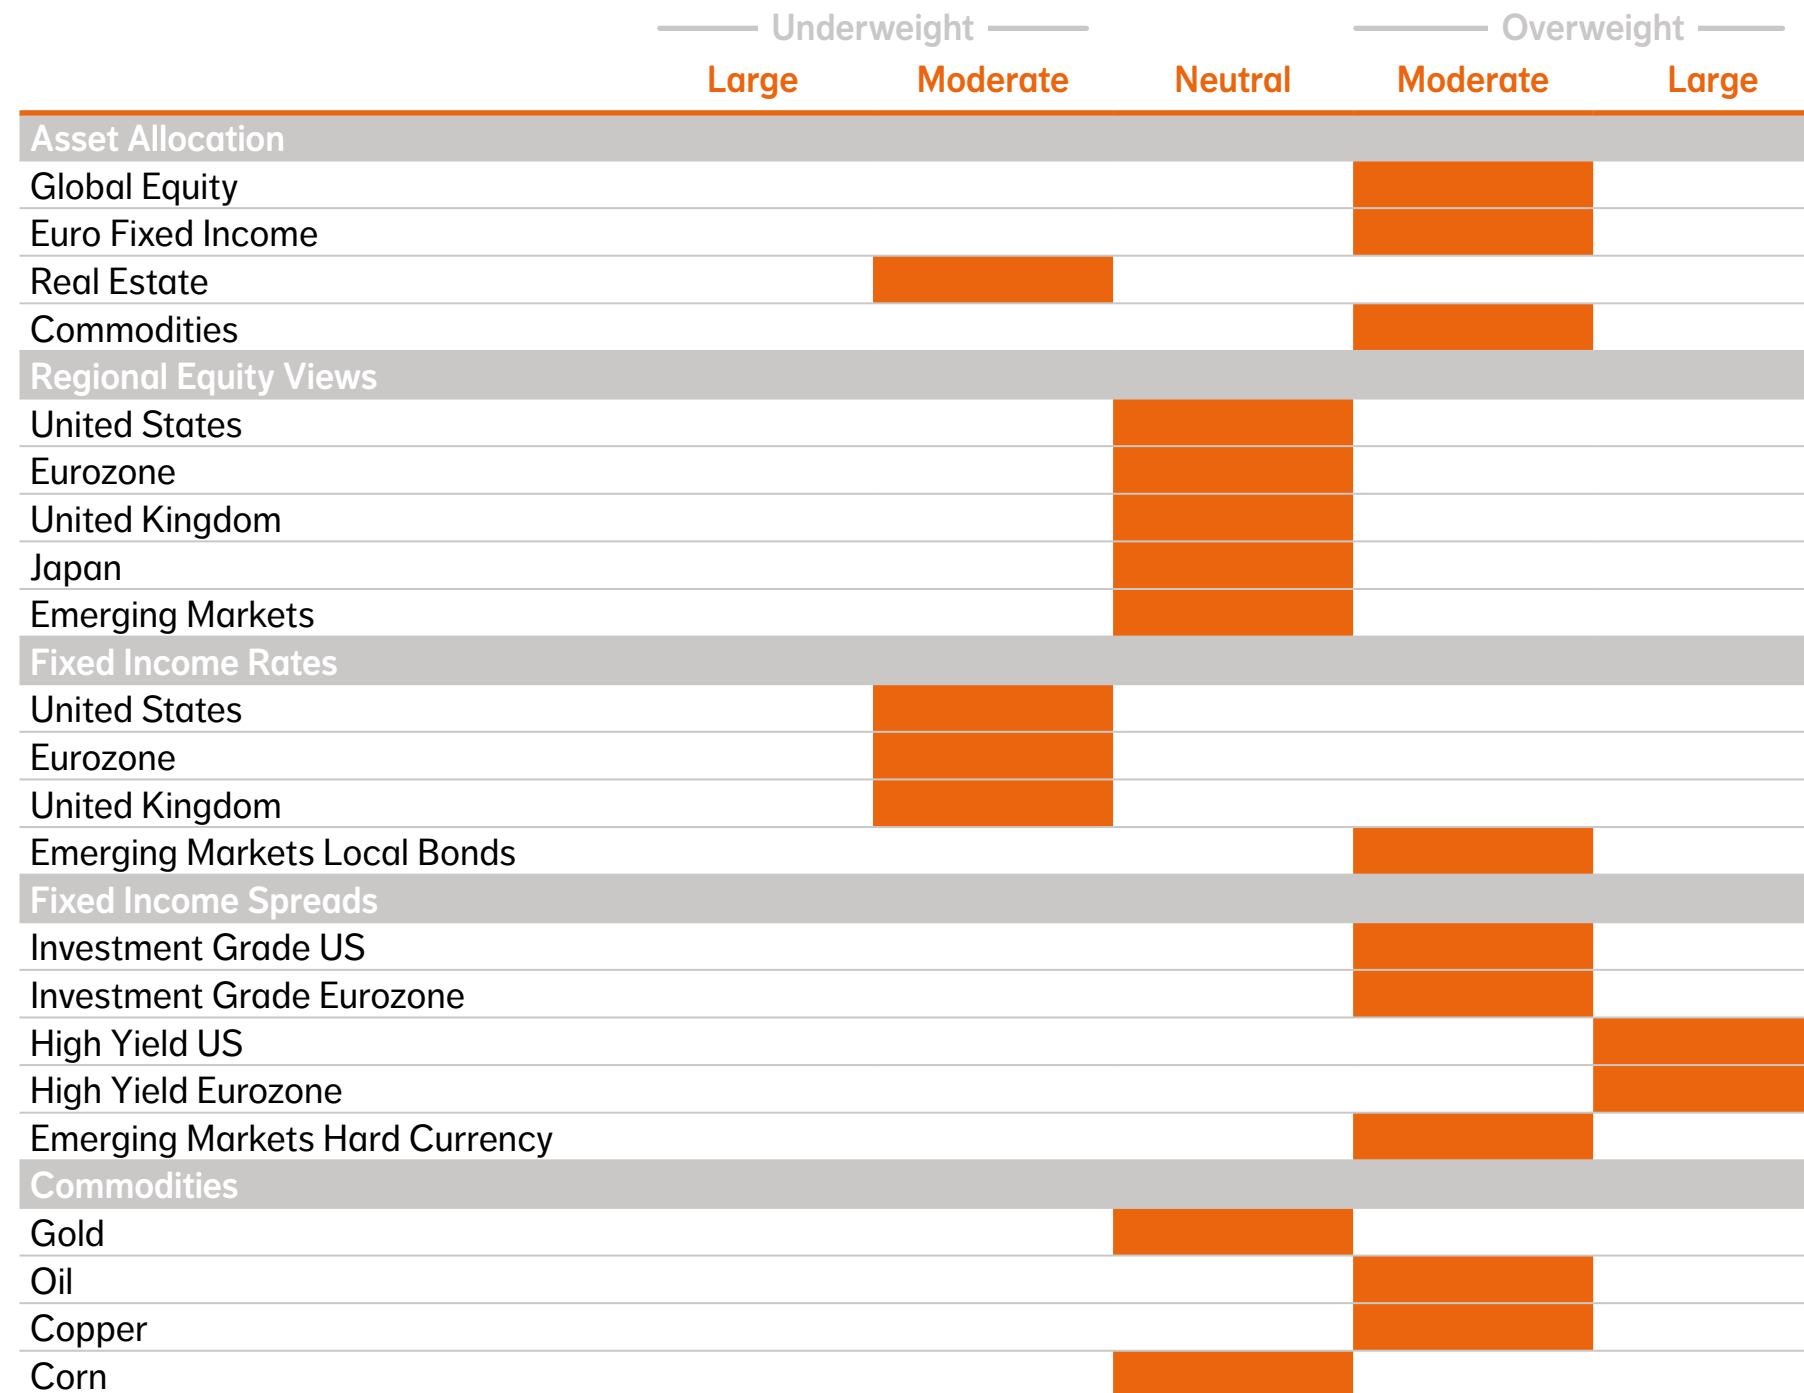 Underweight Overweight
Large Moderate Neutral Moderate Large
Asset Allocation
Global Equity
Euro Fixed Income
Real Estate
Commodities
Regional Equity Views
United States
Eurozone
United Kingdom
Japan
Emerging Markets
Fixed Income Rates
United States
Eurozone
United Kingdom
Emerging Markets Local Bonds
Fixed Income Spreads
Investment Grade US
Investment Grade Eurozone
High Yield US
High Yield Eurozone
Emerging Markets Hard Currency
Commodities
Gold
Oil
Copper
Corn